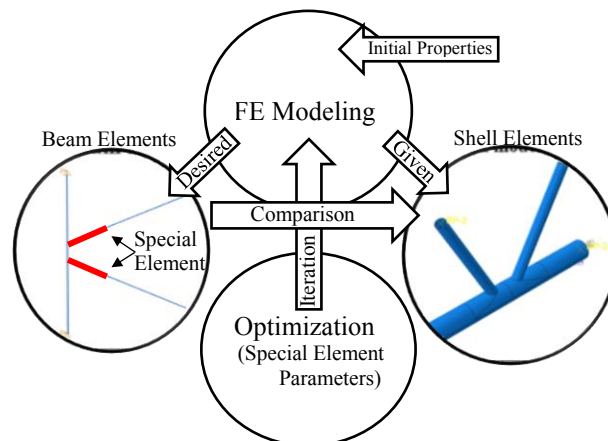 Initial Properties
FE Modeling
Beam Elements
Shell Elements
Desired
Given
Comparison
Special
Element
Iteration
Optimization
(Special Element
Parameters)